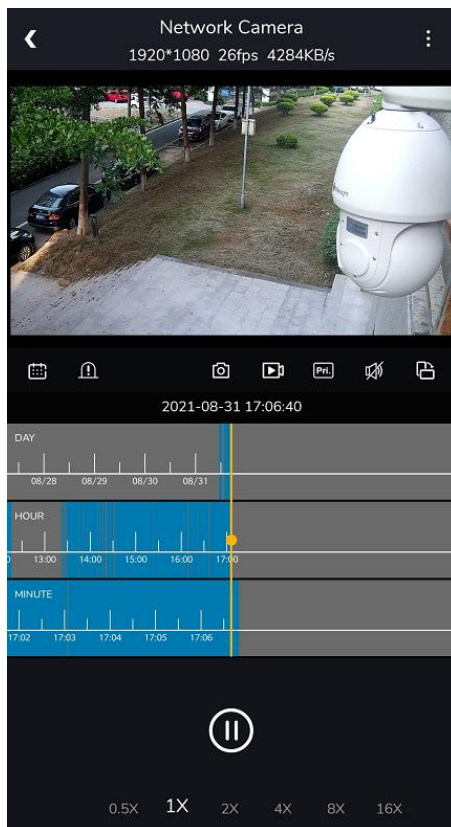 Network Camera
1920*1080 26fps 4284KB/s
Pri.
2021-08-31 17:06:40
DAY
08/28 08/29 08/30 08/31
HOUR
13:00 14:00 15:00 16:00 17:00
MINUTE
17:02 17:03 17:04 17:05 17:06
0.5X 1X 2X 4X 8X 16X